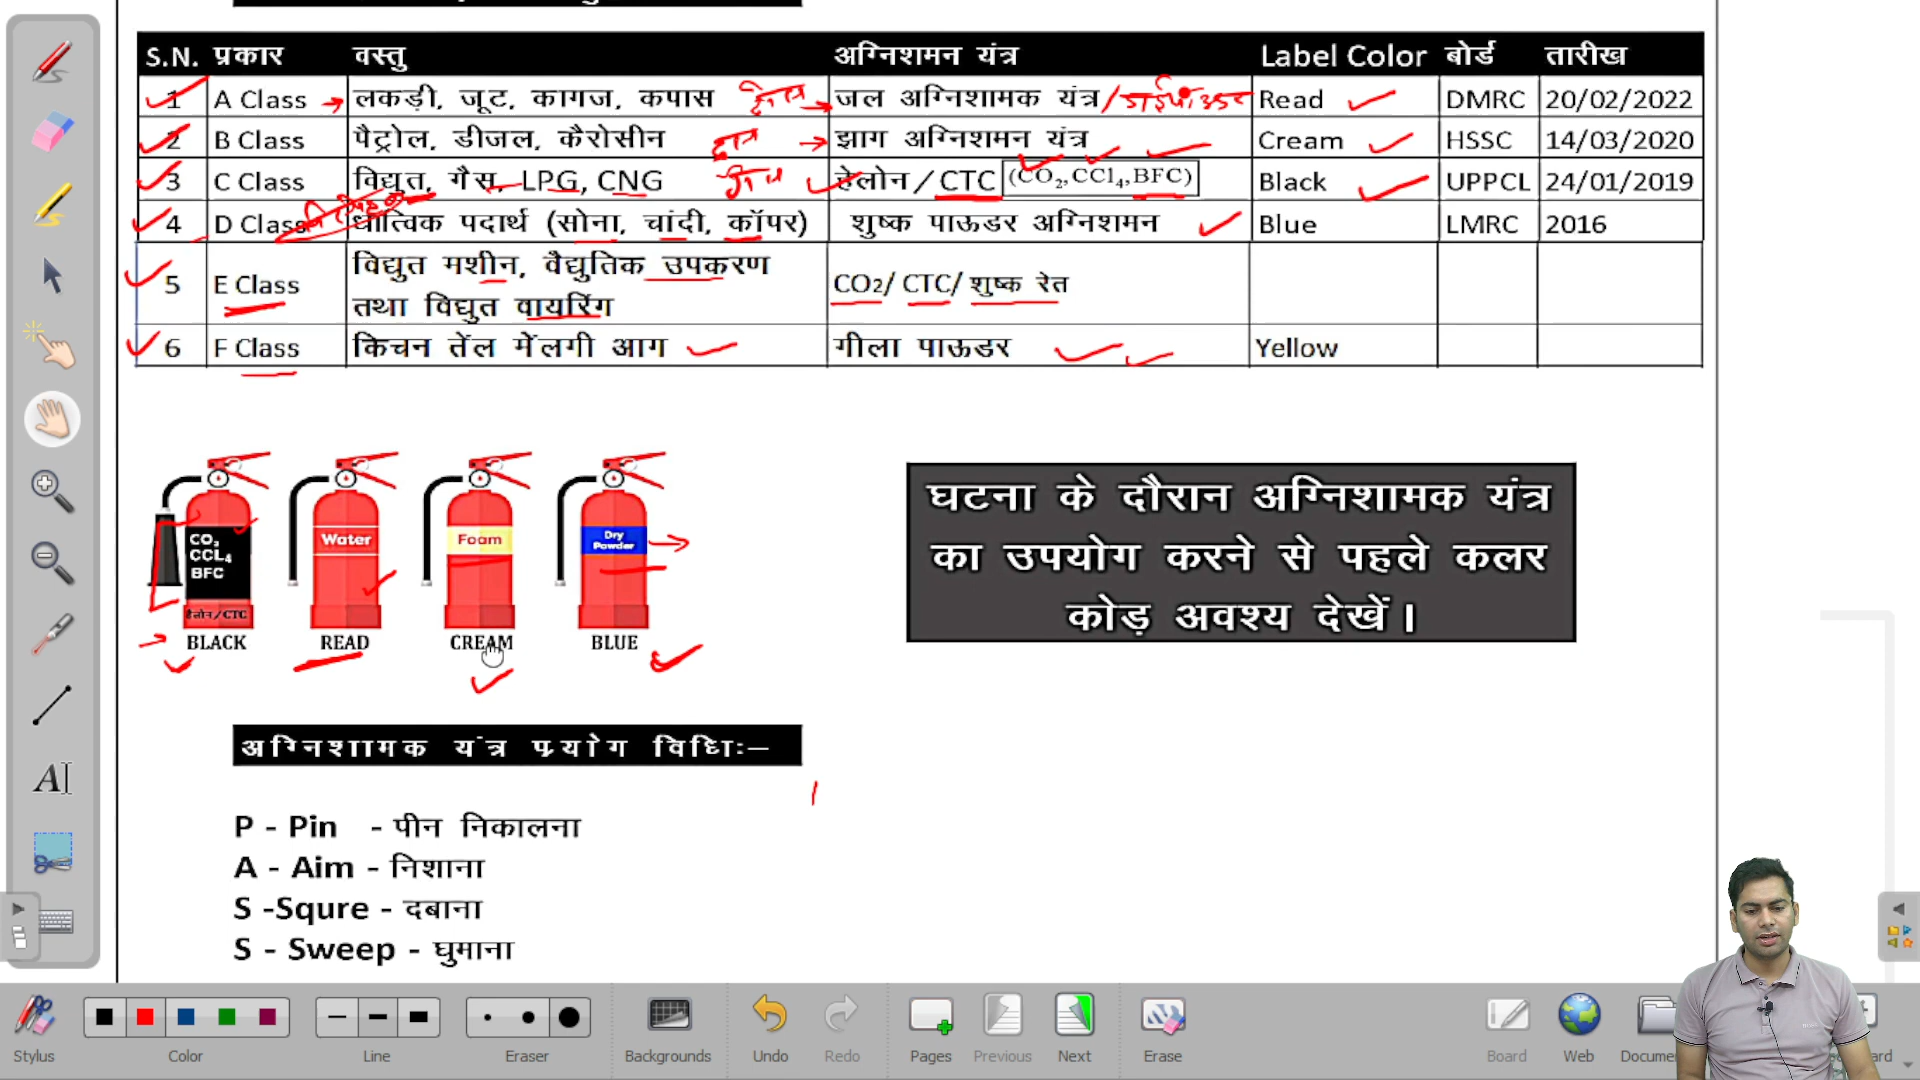 S.N. प्रकार वस्तु अग्निशमन यंत्र Label Color बोर्ड तारीख
1 A Class लकड़ी, जूट, कागज, कपास ठोस जल अग्निशामक यंत्र/ Read DMRC 20/02/2022
2 B Class पैट्रोल, डीजल, कैरोसीन द्रव झाग अग्निशमन यंत्र Cream HSSC 14/03/2020
3 C Class विद्युत, गैस, LPG, CNG गैस हेलोन/CTC (CO₂,CCl₄,BFC) Black UPPCL 24/01/2019
4 D Class धात्विक पदार्थ (सोना, चांदी, कॉपर) शुष्क पाऊडर अग्निशमन Blue LMRC 2016
5 E Class विद्युत मशीन, वैद्युतिक उपकरण
तथा विद्युत वायरिंग CO2/ CTC/ शुष्क रेत
6 F Class किचन तेंल मेंलगी आग गीला पाऊडर Yellow
CO₂
CCL₄
BFC
हैलोन/CTC
Water
Foam
Dry
Powder
BLACK READ CREAM BLUE
घटना के दौरान अग्निशामक यंत्र
का उपयोग करने से पहले कलर
कोड़ अवश्य देखें।
अग्निशाामक यंत्र प्रयोग विधिः–
P - Pin - पीन निकालना
A - Aim - निशाना
S -Squre - दबाना
S - Sweep - घुमाना
Stylus Color Line Eraser Backgrounds Undo Redo Pages Previous Next Erase Board Web